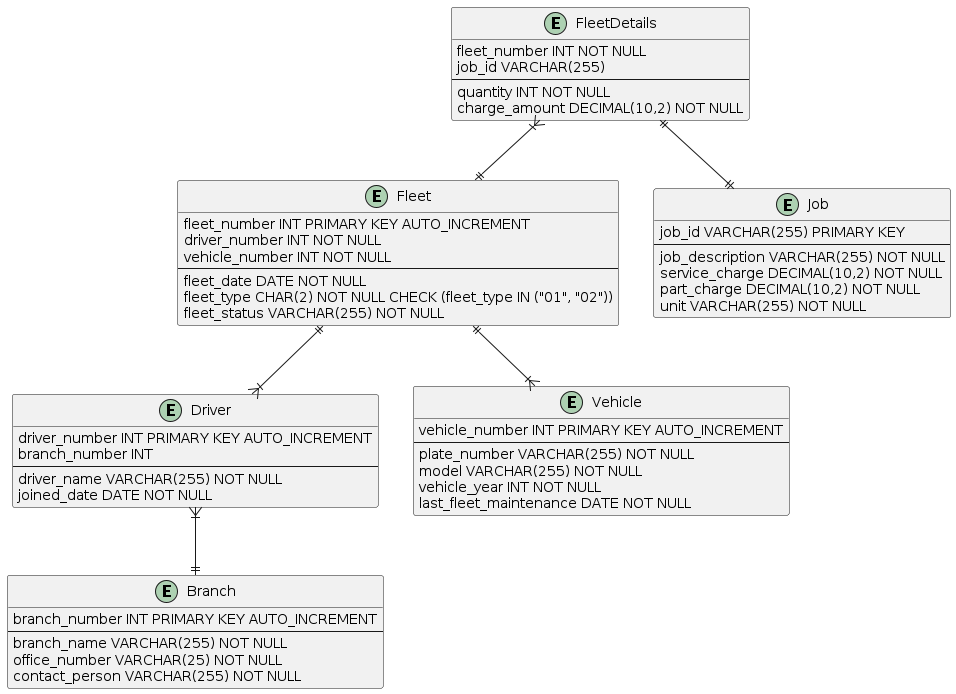 E FleetDetails
fleet_number INT NOT NULL
job_id VARCHAR(255)
quantity INT NOT NULL
charge_amount DECIMAL(10,2) NOT NULL
E Fleet
fleet_number INT PRIMARY KEY AUTO_INCREMENT
driver_number INT NOT NULL
vehicle_number INT NOT NULL
fleet_date DATE NOT NULL
fleet_type CHAR(2) NOT NULL CHECK (fleet_type IN ("01", "02"))
fleet_status VARCHAR(255) NOT NULL
E Job
job_id VARCHAR(255) PRIMARY KEY
job_description VARCHAR(255) NOT NULL
service_charge DECIMAL(10,2) NOT NULL
part_charge DECIMAL(10,2) NOT NULL
unit VARCHAR(255) NOT NULL
E Driver
driver_number INT PRIMARY KEY AUTO_INCREMENT
branch_number INT
driver_name VARCHAR(255) NOT NULL
joined_date DATE NOT NULL
E Vehicle
vehicle_number INT PRIMARY KEY AUTO_INCREMENT
plate_number VARCHAR(255) NOT NULL
model VARCHAR(255) NOT NULL
vehicle_year INT NOT NULL
last_fleet_maintenance DATE NOT NULL
E Branch
branch_number INT PRIMARY KEY AUTO_INCREMENT
branch_name VARCHAR(255) NOT NULL
office_number VARCHAR(25) NOT NULL
contact_person VARCHAR(255) NOT NULL